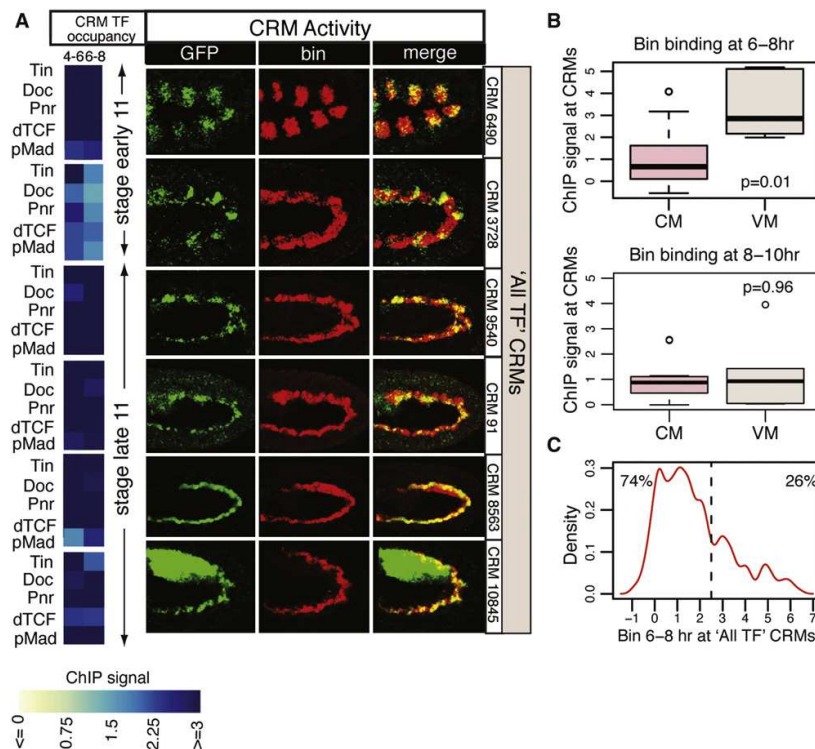 A
CRM TF
occupancy
4-66-8
CRM Activity
GFP
bin
merge
Tin
Doc
Pnr
dTCF
pMad
Tin
Doc
Pnr
dTCF
pMad
Tin
Doc
Pnr
dTCF
pMad
Tin
Doc
Pnr
dTCF
pMad
Tin
Doc
Pnr
dTCF
pMad
Tin
Doc
Pnr
dTCF
pMad
stage early 11
stage late 11
CRM 6490
CRM 3728
CRM 9540
CRM 91
CRM 8563
CRM 10845
'All TF' CRMs
ChIP signal
<= 0
0.75
1.5
2.25
>=3
B
Bin binding at 6-8hr
ChIP signal at CRMs
5
4
3
2
1
0
p=0.01
CM
VM
Bin binding at 8-10hr
ChIP signal at CRMs
5
4
3
2
1
0
p=0.96
CM
VM
C
74%
26%
Density
0.3
0.2
0.1
0.0
-1 0 1 2 3 4 5 6 7
Bin 6-8 hr at 'All TF' CRMs